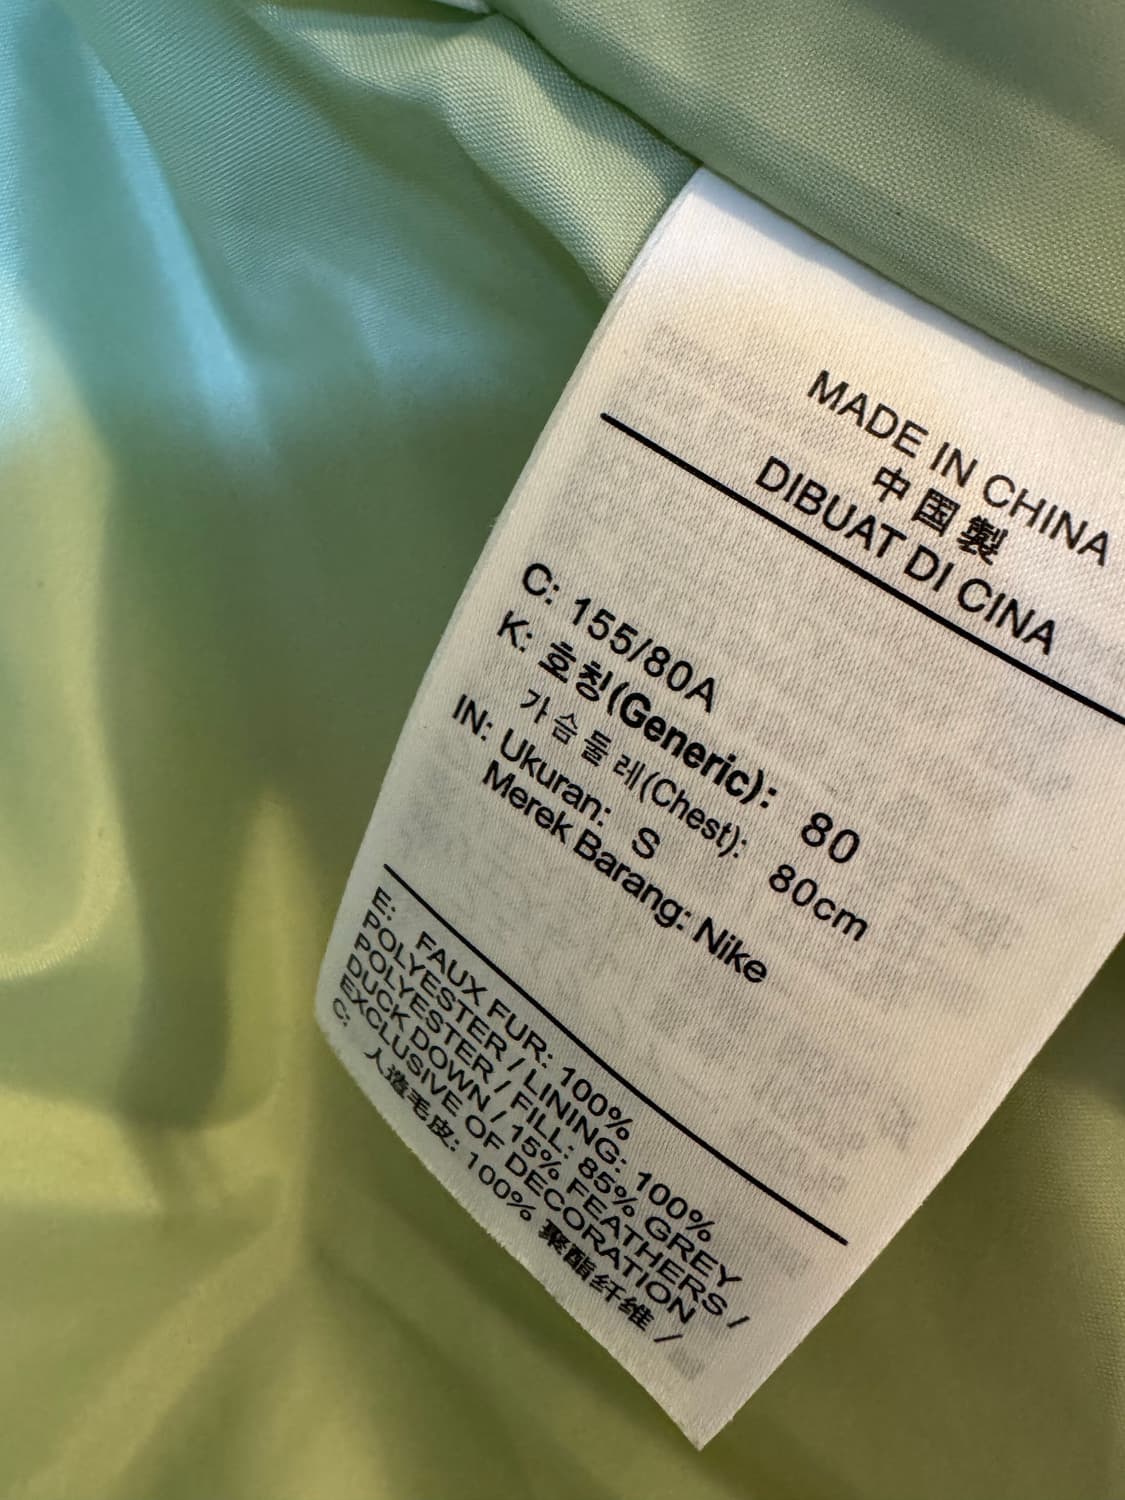 MADE IN CHINA
中国製
DIBUAT DI CINA
C: 155/80A
K: 호칭(Generic): 80
가슴둘레(Chest): 80cm
IN: Ukuran: S
Merek Barang: Nike
E: FAUX FUR: 100%
POLYESTER / LINING: 100%
POLYESTER / FILL: 85% GREY
DUCK DOWN / 15% FEATHERS /
EXCLUSIVE OF DECORATION
C: 人造毛皮: 100% 聚酯纤维 /